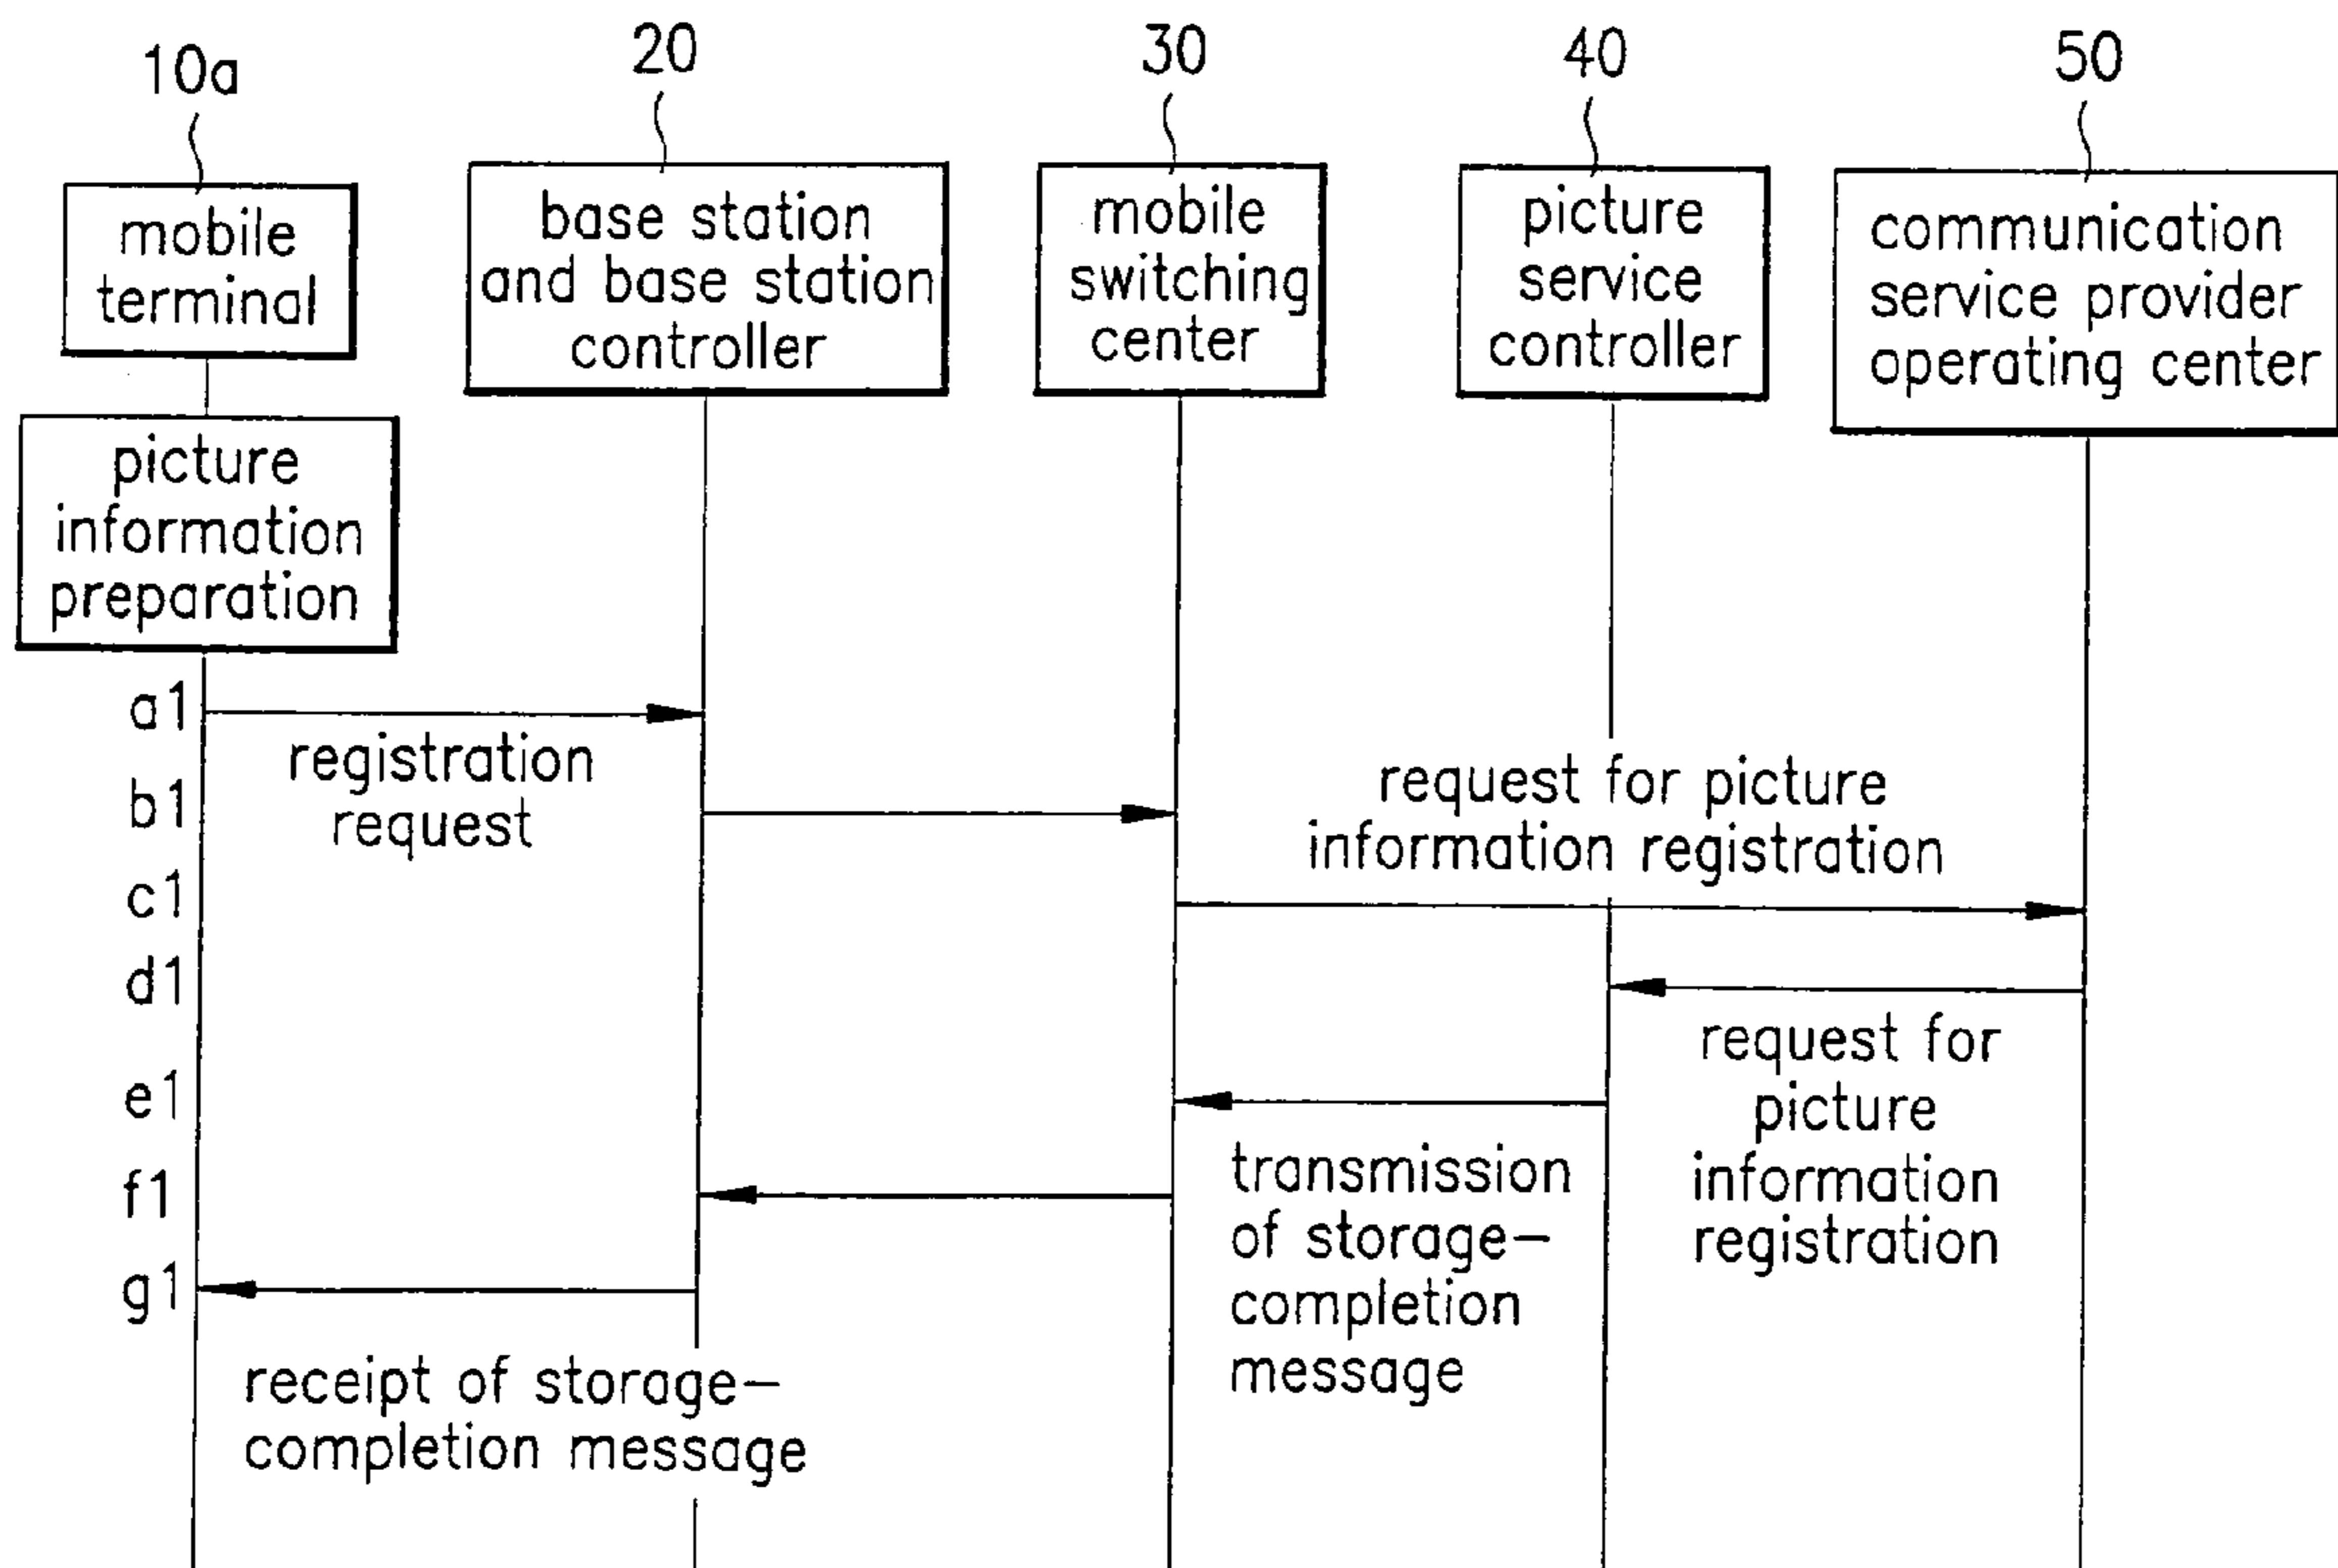 10a
20
30
40
50
mobile
terminal
base station
and base station
controller
mobile
switching
center
picture
service
controller
communication
service provider
operating center
picture
information
preparation
a1
registration
request
b1
request for picture
information registration
c1
d1
request for
picture
information
registration
e1
transmission
of storage-
completion
message
f1
g1
receipt of storage-
completion message